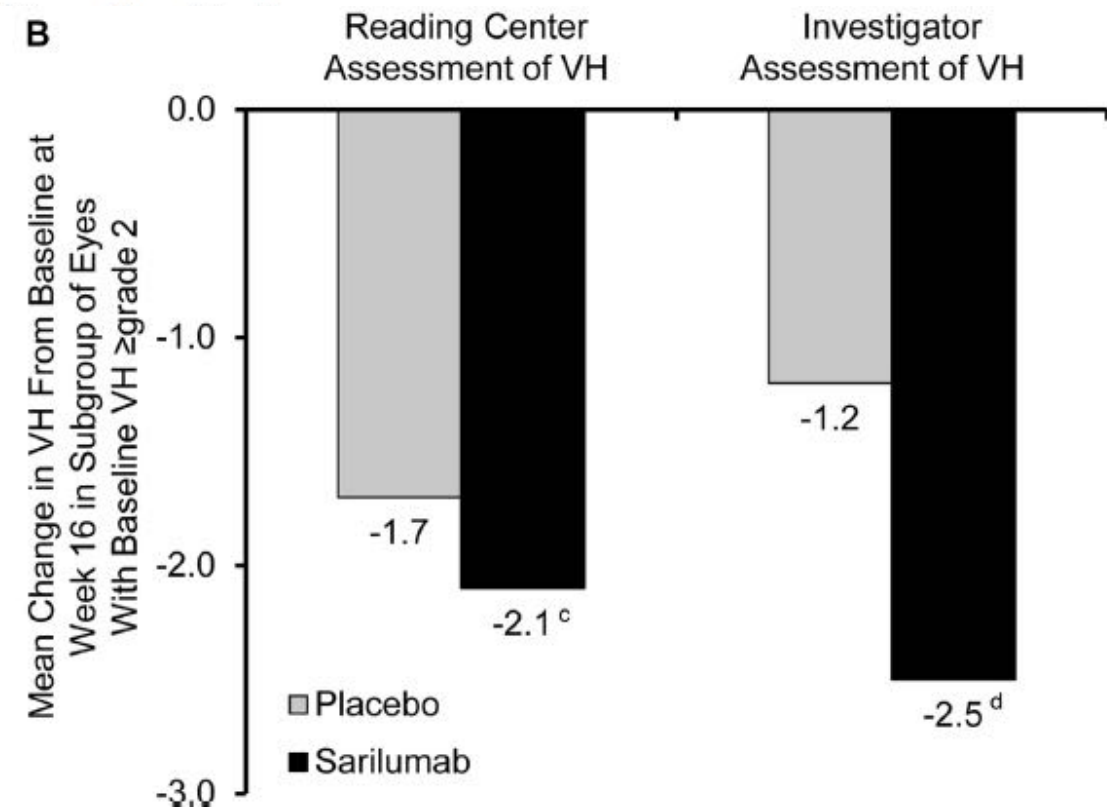 B
Reading Center
Assessment of VH
Investigator
Assessment of VH
Mean Change in VH From Baseline at
Week 16 in Subgroup of Eyes
With Baseline VH ≥grade 2
0.0
-1.0
-2.0
-3.0
-1.7
-2.1 c
-1.2
-2.5 d
Placebo
Sarilumab